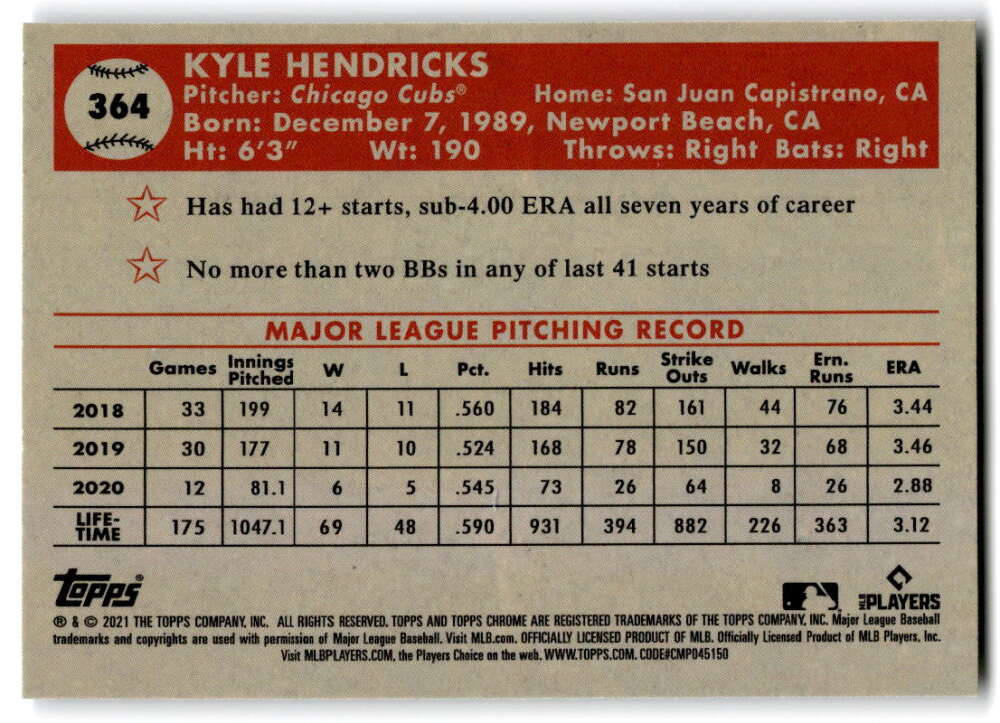 364
KYLE HENDRICKS
Pitcher: Chicago Cubs® Home: San Juan Capistrano, CA
Born: December 7, 1989, Newport Beach, CA
Ht: 6'3" Wt: 190 Throws: Right Bats: Right
Has had 12+ starts, sub-4.00 ERA all seven years of career
No more than two BBs in any of last 41 starts
MAJOR LEAGUE PITCHING RECORD
Games Innings Pitched W L Pct. Hits Runs Strike Outs Walks Ern. Runs ERA
2018 33 199 14 11 .560 184 82 161 44 76 3.44
2019 30 177 11 10 .524 168 78 150 32 68 3.46
2020 12 81.1 6 5 .545 73 26 64 8 26 2.88
LIFE-TIME 175 1047.1 69 48 .590 931 394 882 226 363 3.12
Topps® MLB PLAYERS
® & © 2021 THE TOPPS COMPANY, INC. ALL RIGHTS RESERVED. TOPPS AND TOPPS CHROME ARE REGISTERED TRADEMARKS OF THE TOPPS COMPANY, INC. Major League Baseball
trademarks and copyrights are used with permission of Major League Baseball. Visit MLB.com. OFFICIALLY LICENSED PRODUCT OF MLB. Officially Licensed Product of MLB Players, Inc.
Visit MLBPLAYERS.COM, the Players Choice on the web. WWW.TOPPS.COM. CODE#CMP045150